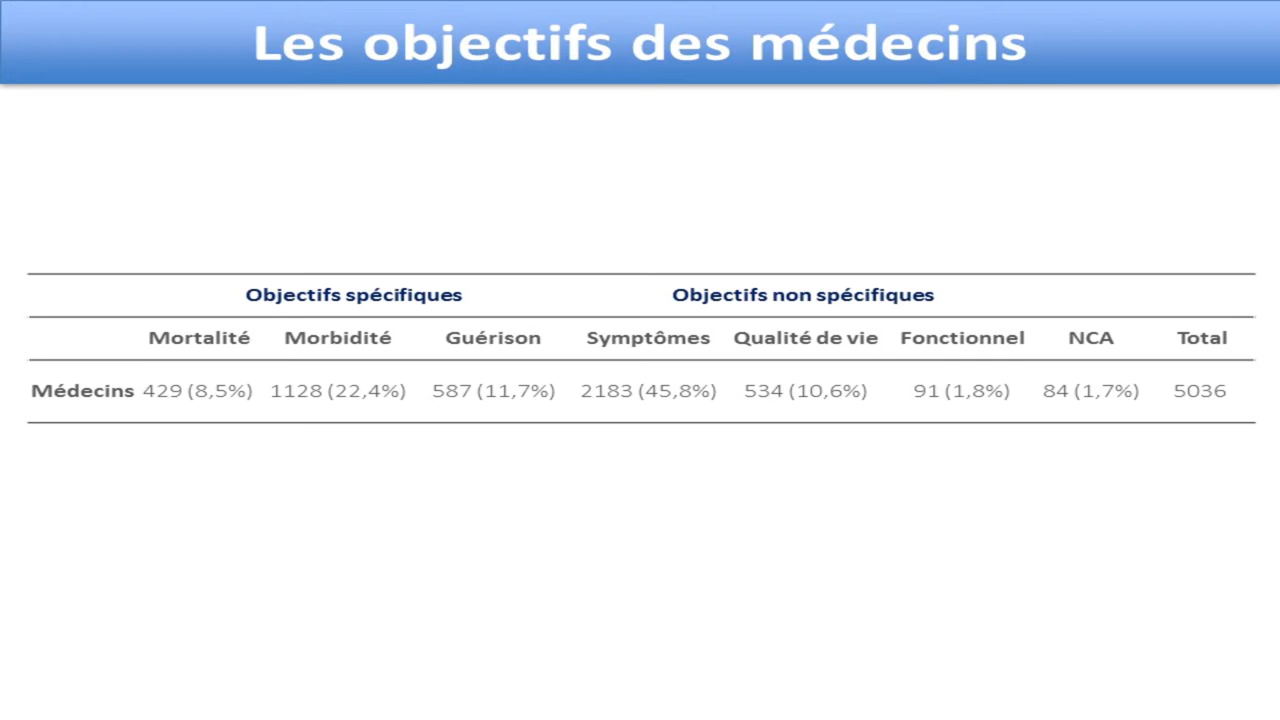 Les objectifs des médecins
Objectifs spécifiques Objectifs non spécifiques
Mortalité Morbidité Guérison Symptômes Qualité de vie Fonctionnel NCA Total
Médecins 429 (8,5%) 1128 (22,4%) 587 (11,7%) 2183 (45,8%) 534 (10,6%) 91 (1,8%) 84 (1,7%) 5036